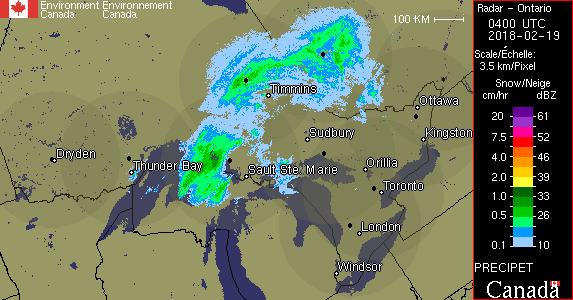 Environment Environnement
Canada Canada
100 KM
Timmins
Ottawa
Sudbury
Kingston
Dryden
Thunder Bay
Sault Ste. Marie
Orillia
Toronto
London
Windsor
Radar - Ontario
0400 UTC
2018-02-19
Scale/Échelle:
3.5 km/Pixel
Snow/Neige
cm/hr dBZ
20 61
7.5 57
5.5 52
4.0 46
2.0 39
1.0 33
0.5 26
0.1 10
PRECIPET
Canada